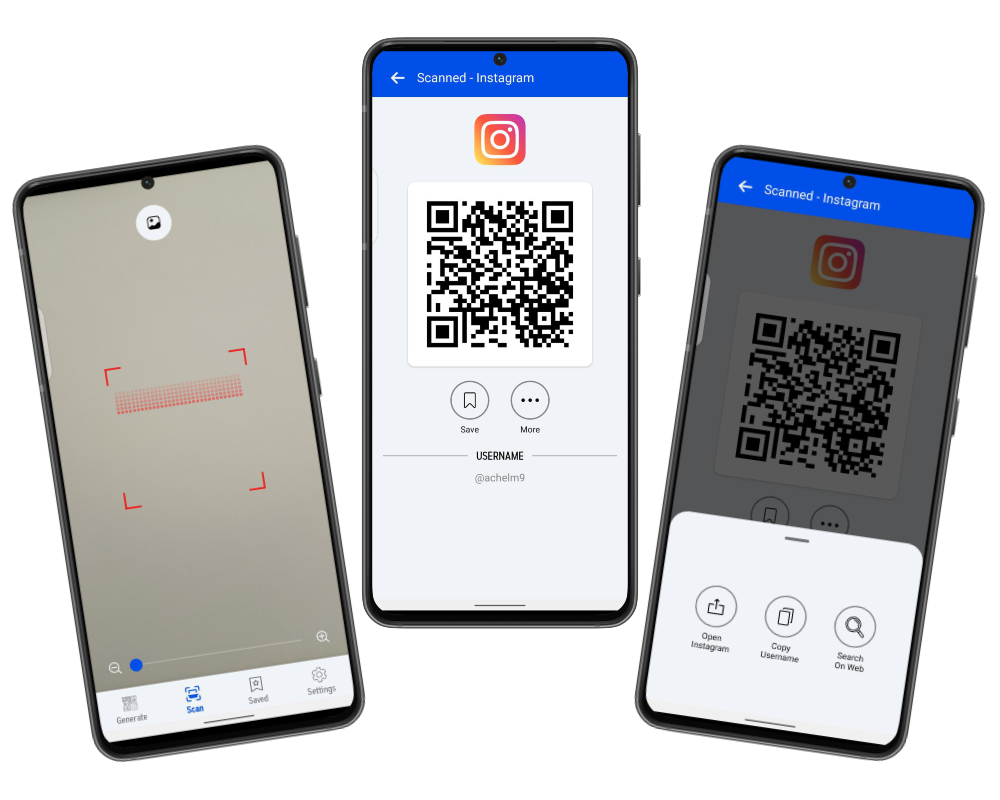 Generate
Scan
Saved
Settings
Scanned - Instagram
Save
More
USERNAME
@achelm9
Scanned - Instagram
Open
Instagram
Copy
Username
Search
On Web